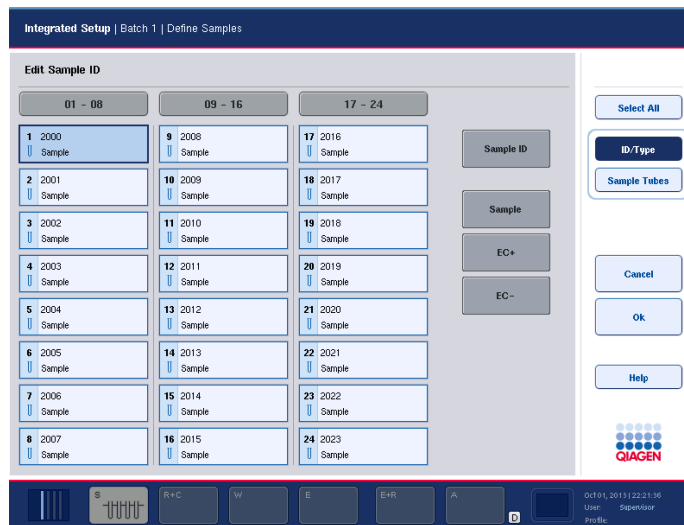 Integrated Setup | Batch 1 | Define Samples
Edit Sample ID
01 - 08
09 - 16
17 - 24
Select All
1 2000
Sample
9 2008
Sample
17 2016
Sample
Sample ID
ID/Type
2 2001
Sample
10 2009
Sample
18 2017
Sample
Sample
Sample Tubes
3 2002
Sample
11 2010
Sample
19 2018
Sample
EC+
4 2003
Sample
12 2011
Sample
20 2019
Sample
EC-
Cancel
5 2004
Sample
13 2012
Sample
21 2020
Sample
Ok
6 2005
Sample
14 2013
Sample
22 2021
Sample
Help
7 2006
Sample
15 2014
Sample
23 2022
Sample
8 2007
Sample
16 2015
Sample
24 2023
Sample
QIAGEN
S
R+C
W
E
E+R
A
D
Oct 01, 2013 | 22:21:36
User: Supervisor
Profile: